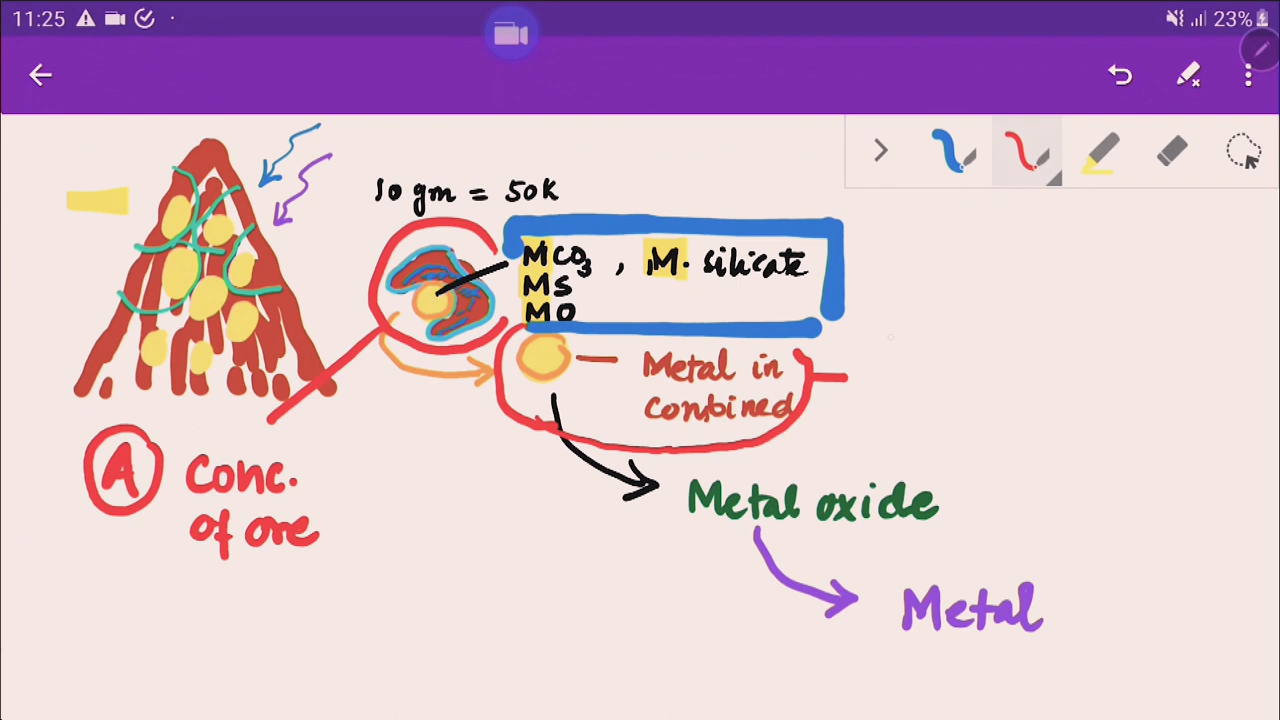 11:25
23%
10 gm = 50K
MCO3 , M. silicate
MS
MO
Metal in
combined
A Conc.
of ore
Metal oxide
Metal